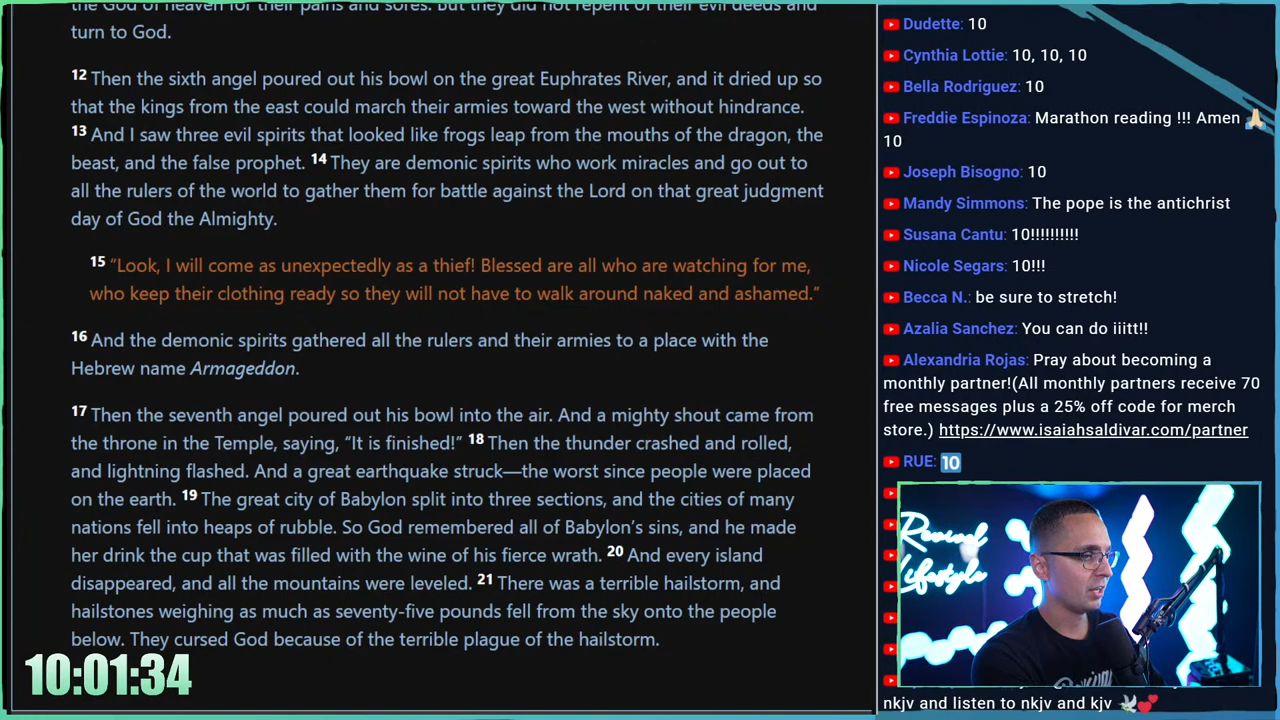 the God of heaven for their pains and sores. But they did not repent of their evil deeds and
turn to God.
12 Then the sixth angel poured out his bowl on the great Euphrates River, and it dried up so
that the kings from the east could march their armies toward the west without hindrance.
13 And I saw three evil spirits that looked like frogs leap from the mouths of the dragon, the
beast, and the false prophet. 14 They are demonic spirits who work miracles and go out to
all the rulers of the world to gather them for battle against the Lord on that great judgment
day of God the Almighty.
15 “Look, I will come as unexpectedly as a thief! Blessed are all who are watching for me,
who keep their clothing ready so they will not have to walk around naked and ashamed.”
16 And the demonic spirits gathered all the rulers and their armies to a place with the
Hebrew name Armageddon.
17 Then the seventh angel poured out his bowl into the air. And a mighty shout came from
the throne in the Temple, saying, “It is finished!” 18 Then the thunder crashed and rolled,
and lightning flashed. And a great earthquake struck—the worst since people were placed
on the earth. 19 The great city of Babylon split into three sections, and the cities of many
nations fell into heaps of rubble. So God remembered all of Babylon’s sins, and he made
her drink the cup that was filled with the wine of his fierce wrath. 20 And every island
disappeared, and all the mountains were leveled. 21 There was a terrible hailstorm, and
hailstones weighing as much as seventy-five pounds fell from the sky onto the people
below. They cursed God because of the terrible plague of the hailstorm.
10:01:34
Dudette: 10
Cynthia Lottie: 10, 10, 10
Bella Rodriguez: 10
Freddie Espinoza: Marathon reading !!! Amen 🙏
10
Joseph Bisogno: 10
Mandy Simmons: The pope is the antichrist
Susana Cantu: 10!!!!!!!!!!
Nicole Segars: 10!!!
Becca N.: be sure to stretch!
Azalia Sanchez: You can do iiitt!!
Alexandria Rojas: Pray about becoming a
monthly partner!(All monthly partners receive 70
free messages plus a 25% off code for merch
store.) https://www.isaiahsaldivar.com/partner
RUE: 🔟
Revival
Lifestyle
nkjv and listen to nkjv and kjv 🕊💕